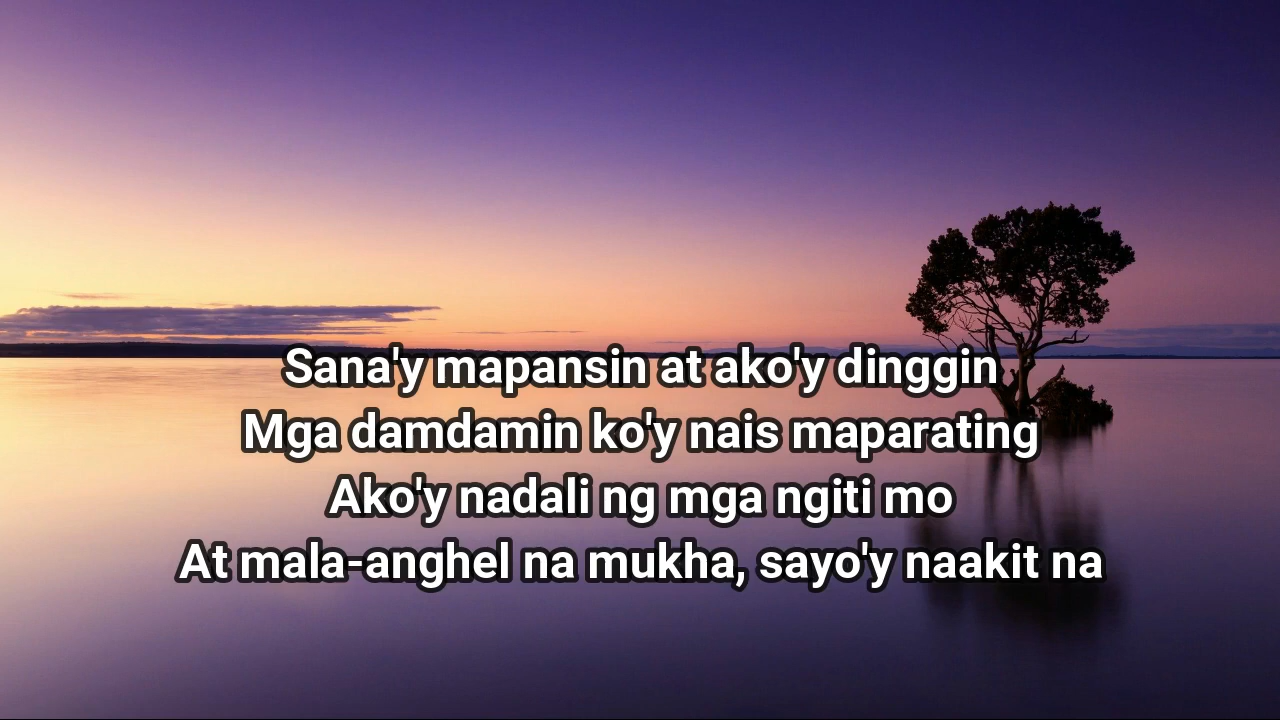 Sana'y mapansin at ako'y dinggin
Mga damdamin ko'y nais maparating
Ako'y nadali ng mga ngiti mo
At mala-anghel na mukha, sayo'y naakit na